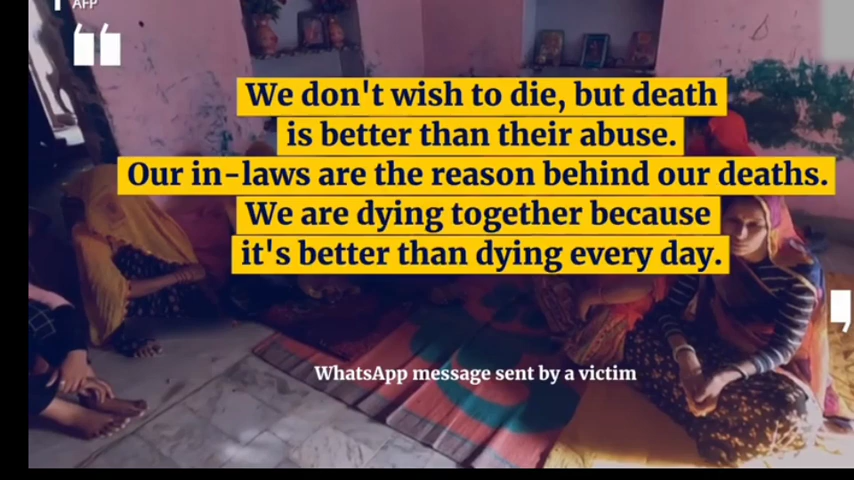 AFP
"
We don't wish to die, but death
is better than their abuse.
Our in-laws are the reason behind our deaths.
We are dying together because
it's better than dying every day.
"
WhatsApp message sent by a victim